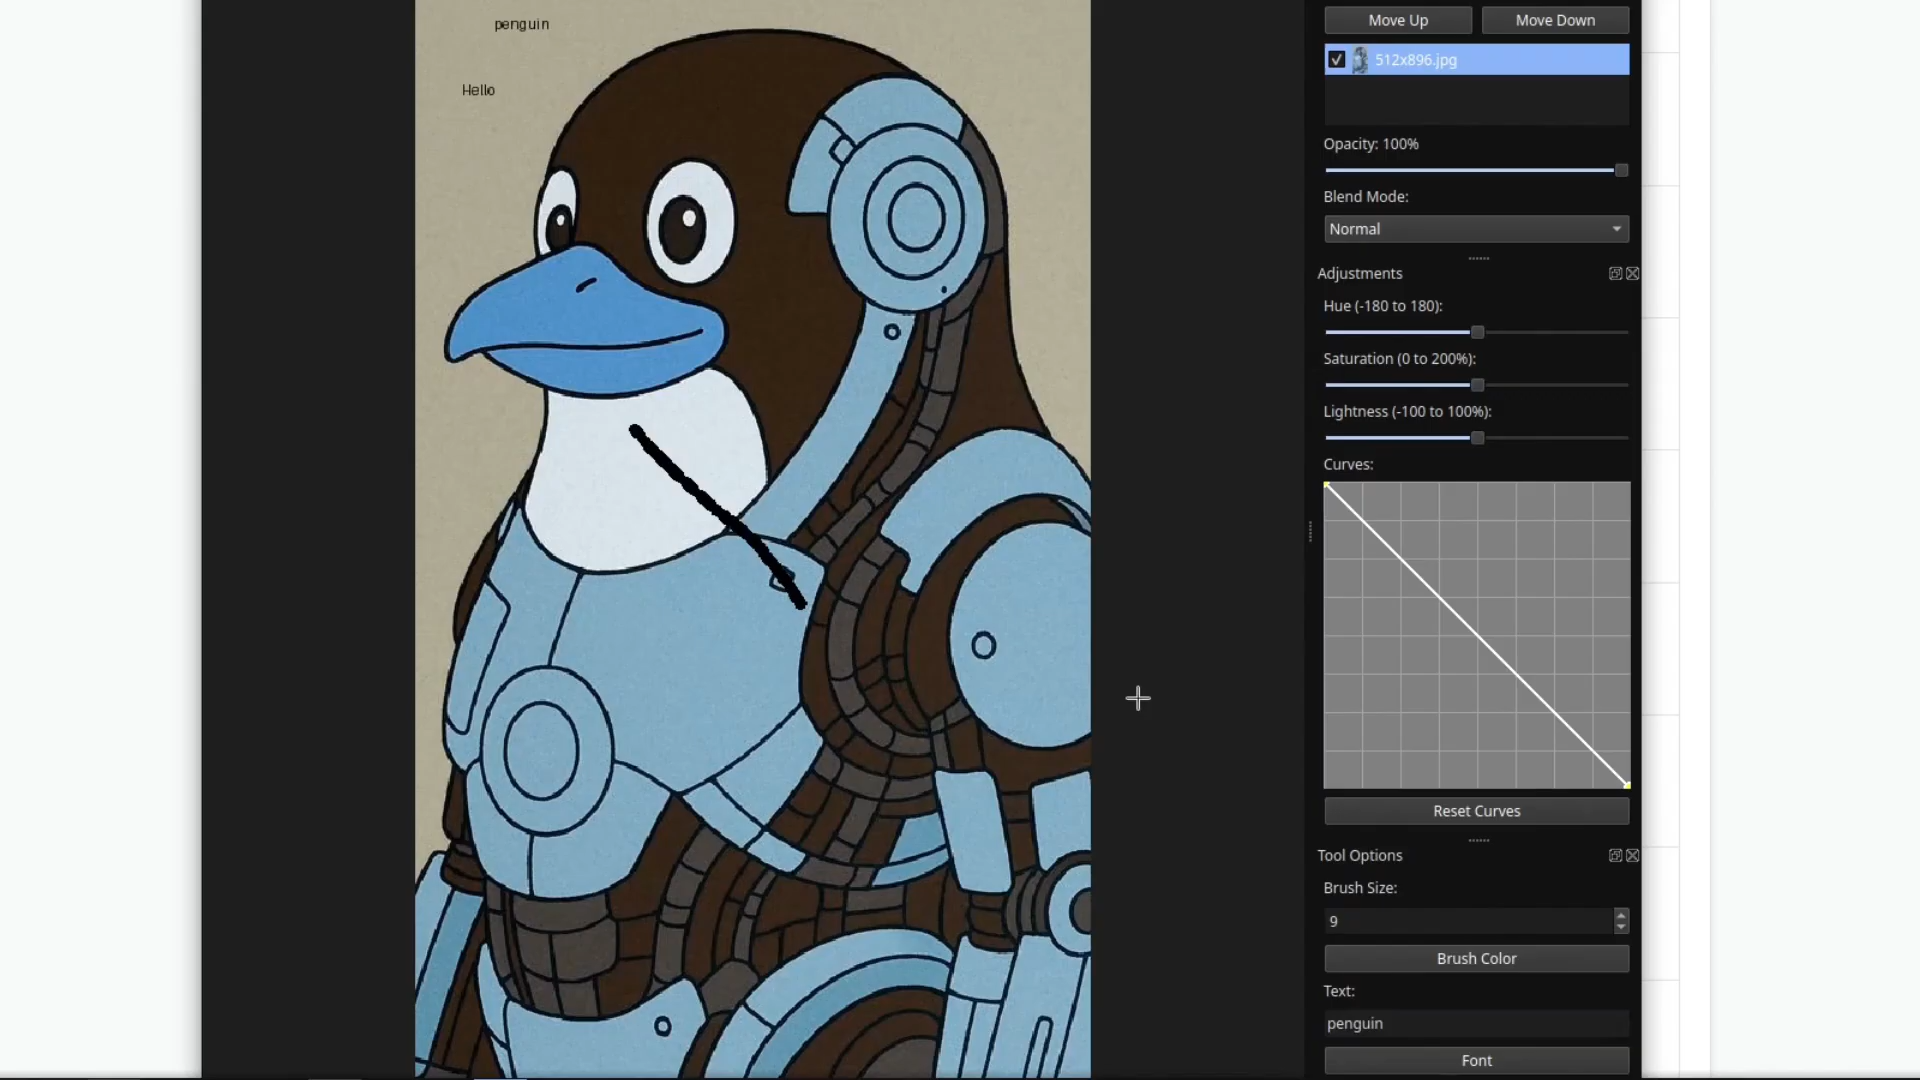 penguin
Hello
Move Up
Move Down
512x896.jpg
Opacity: 100%
Blend Mode:
Normal
Adjustments
Hue (-180 to 180):
Saturation (0 to 200%):
Lightness (-100 to 100%):
Curves:
Reset Curves
Tool Options
Brush Size:
9
Brush Color
Text:
penguin
Font